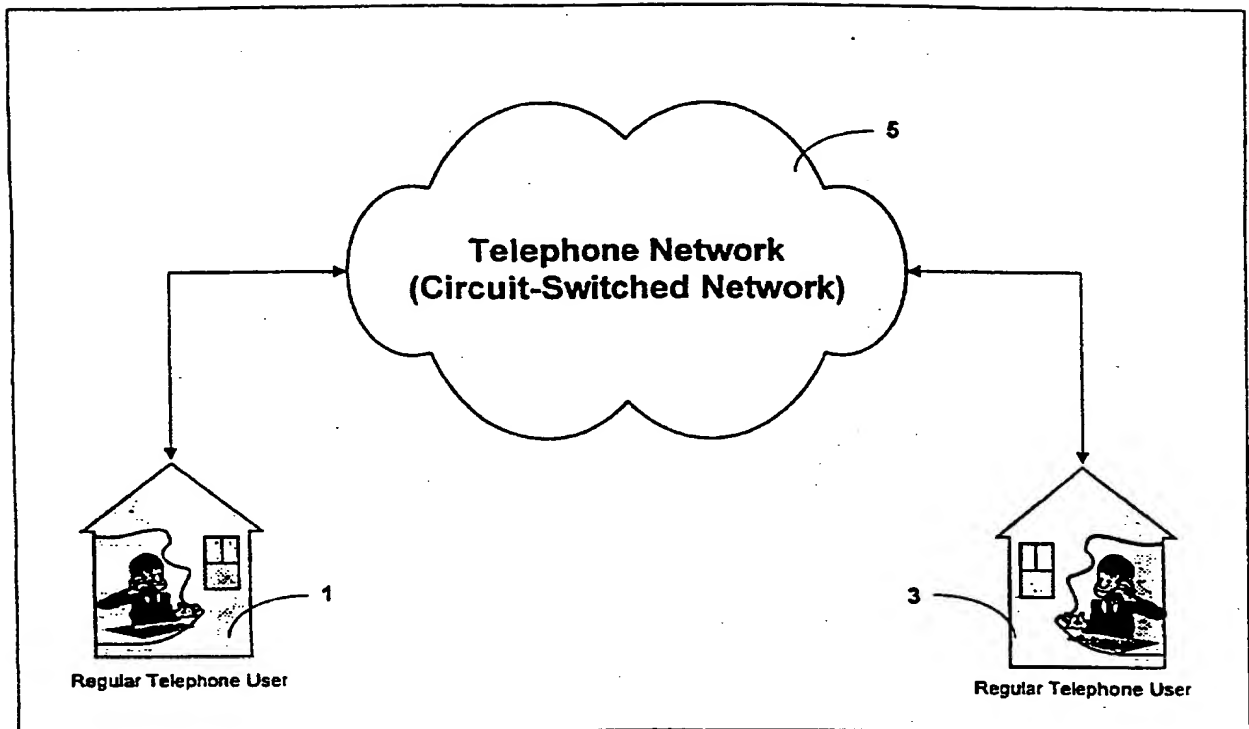 5
Telephone Network
(Circuit-Switched Network)
1
3
Regular Telephone User
Regular Telephone User